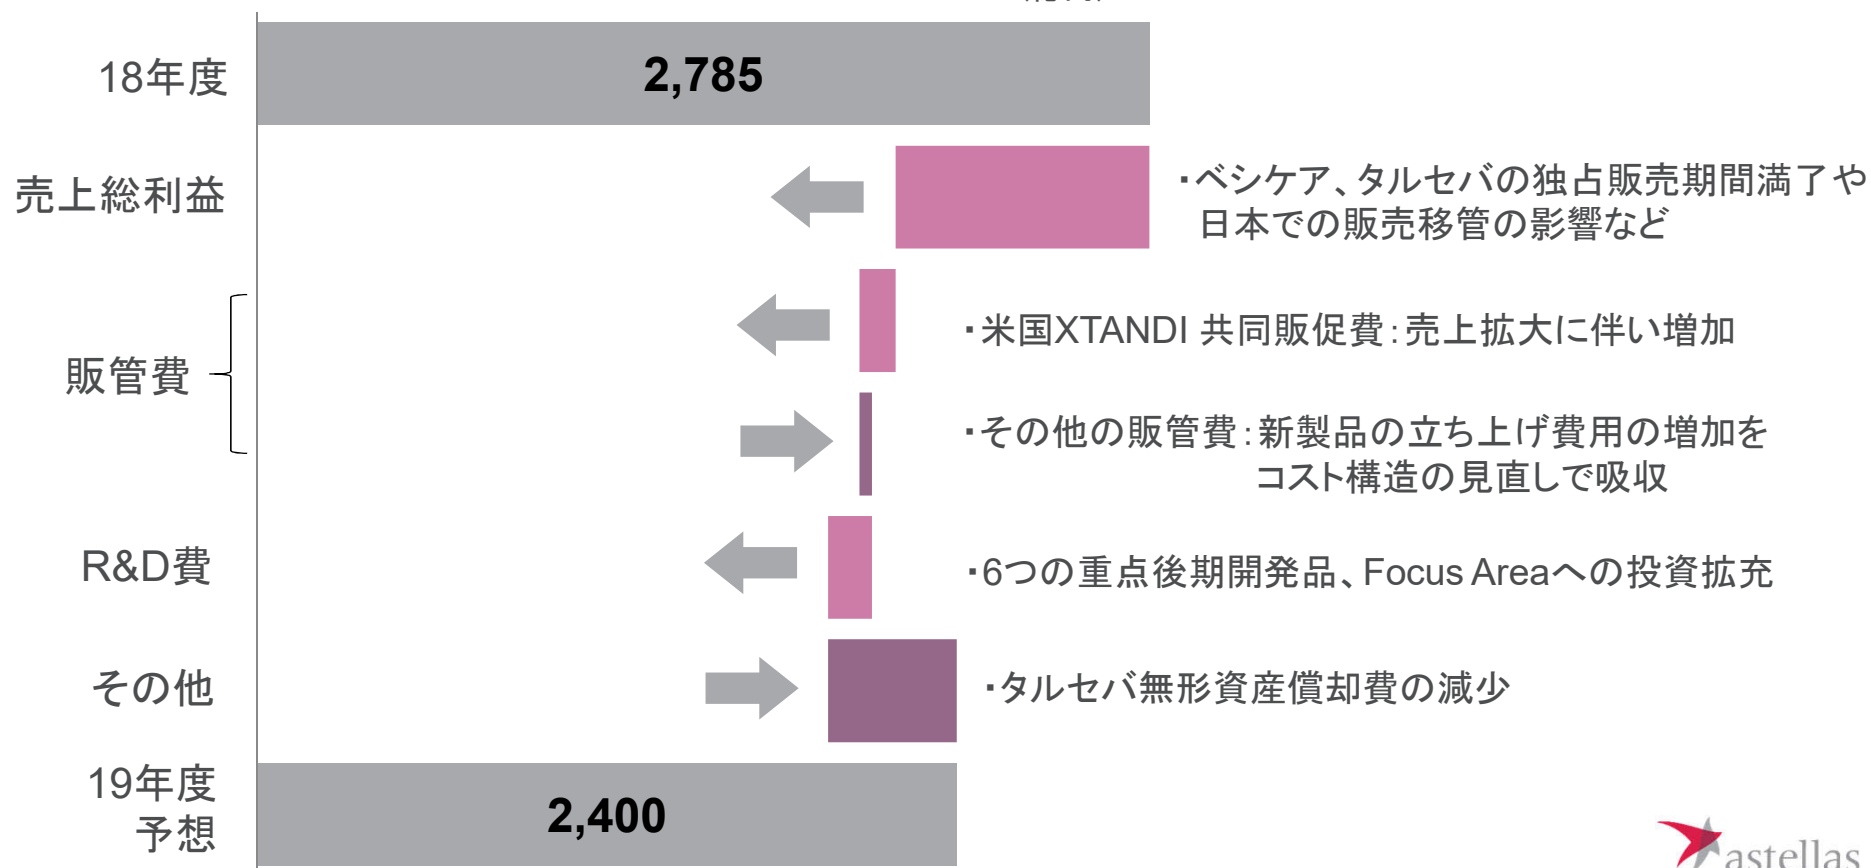 18年度
2,785
売上総利益
・ベシケア、タルセバの独占販売期間満了や
日本での販売移管の影響など
販管費
・米国XTANDI 共同販促費：売上拡大に伴い増加
・その他の販管費：新製品の立ち上げ費用の増加を
コスト構造の見直しで吸収
R&D費
・6つの重点後期開発品、Focus Areaへの投資拡充
その他
・タルセバ無形資産償却費の減少
19年度
予想
2,400
astellas